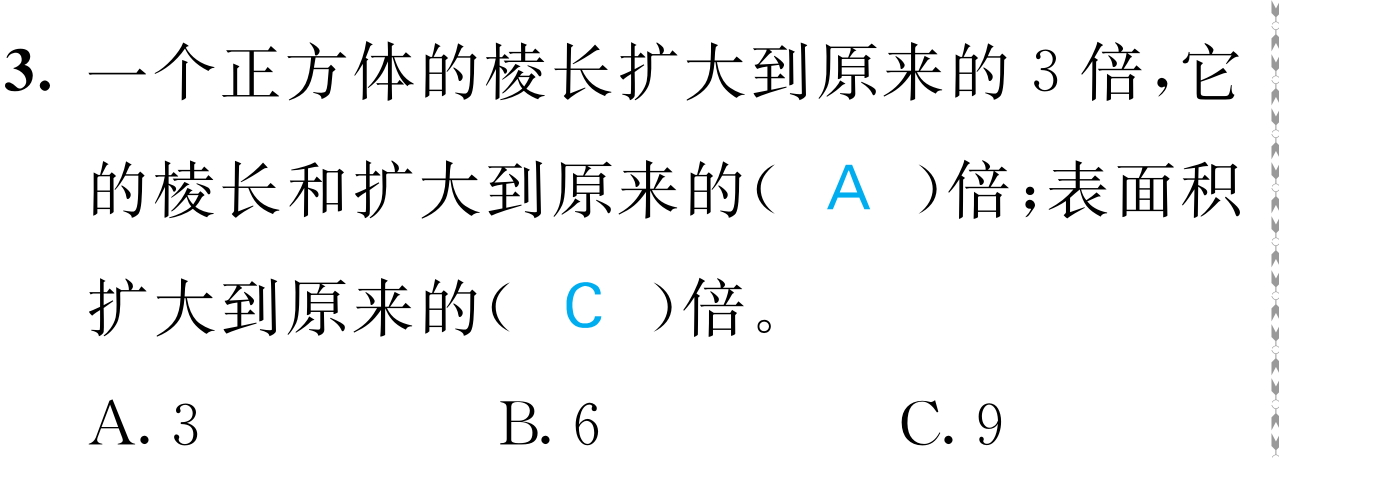 3. 一个正方体的棱长扩大到原来的 3 倍，它
的棱长和扩大到原来的（ A ）倍；表面积
扩大到原来的（ C ）倍。
A. 3 B. 6 C. 9